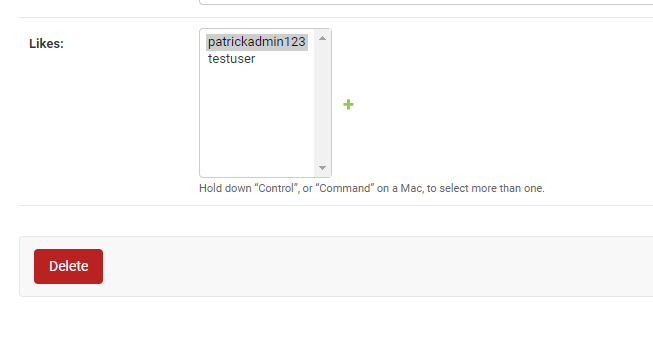 Likes:
patrickadmin123
testuser
Hold down “Control”, or “Command” on a Mac, to select more than one.
Delete